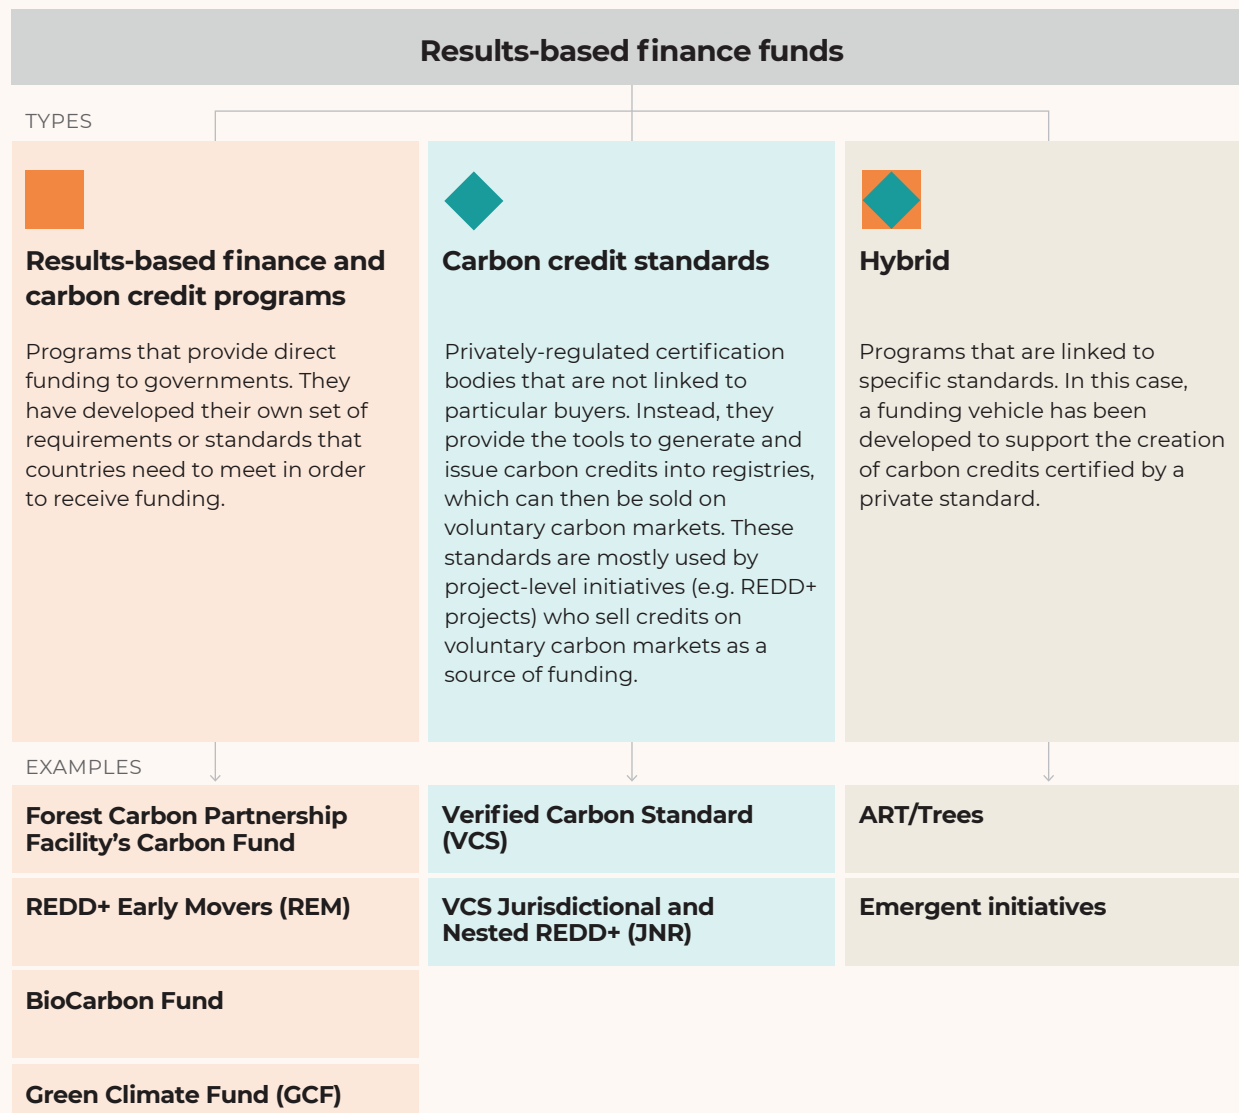 Results-based finance funds
TYPES
Results-based finance and
carbon credit programs
Programs that provide direct
funding to governments. They
have developed their own set of
requirements or standards that
countries need to meet in order
to receive funding.
Carbon credit standards
Privately-regulated certification
bodies that are not linked to
particular buyers. Instead, they
provide the tools to generate and
issue carbon credits into registries,
which can then be sold on
voluntary carbon markets. These
standards are mostly used by
project-level initiatives (e.g. REDD+
projects) who sell credits on
voluntary carbon markets as a
source of funding.
Hybrid
Programs that are linked to
specific standards. In this case,
a funding vehicle has been
developed to support the creation
of carbon credits certified by a
private standard.
EXAMPLES
Forest Carbon Partnership
Facility’s Carbon Fund
REDD+ Early Movers (REM)
BioCarbon Fund
Green Climate Fund (GCF)
Verified Carbon Standard
(VCS)
VCS Jurisdictional and
Nested REDD+ (JNR)
ART/Trees
Emergent initiatives